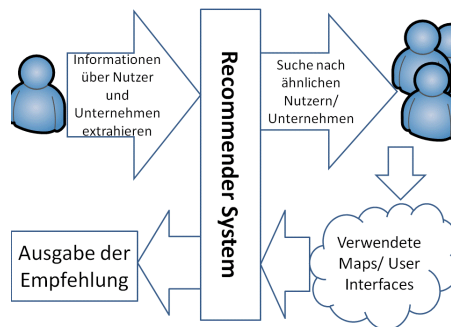 Informationen
über Nutzer
und
Unternehmen
extrahieren
Recommender System
Suche nach
ähnlichen
Nutzern/
Unternehmen
Verwendete
Maps/ User
Interfaces
Ausgabe der
Empfehlung